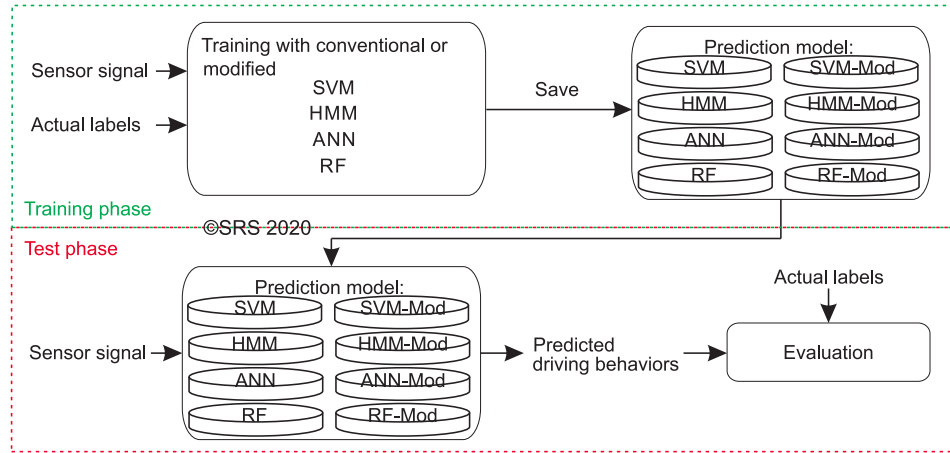 Training with conventional or
modified
SVM
HMM
ANN
RF
Sensor signal
Actual labels
Save
Prediction model:
SVM
SVM-Mod
HMM
HMM-Mod
ANN
ANN-Mod
RF
RF-Mod
Training phase
©SRS 2020
Test phase
Prediction model:
SVM
SVM-Mod
HMM
HMM-Mod
ANN
ANN-Mod
RF
RF-Mod
Sensor signal
Predicted
driving behaviors
Actual labels
Evaluation